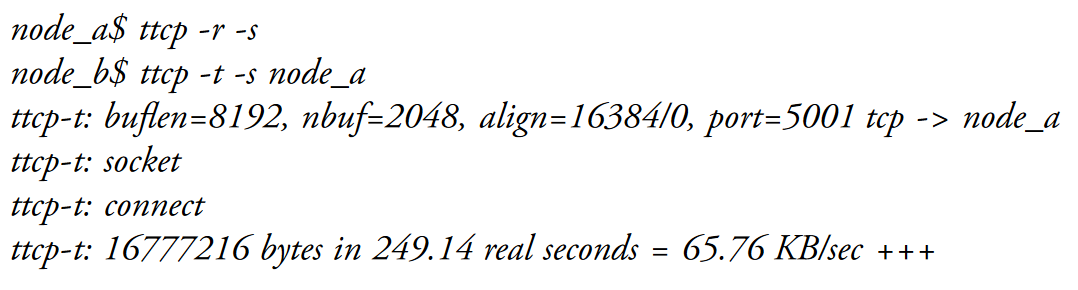 node_a$ ttcp -r -s
node_b$ ttcp -t -s node_a
ttcp-t: buflen=8192, nbuf=2048, align=16384/0, port=5001 tcp -> node_a
ttcp-t: socket
ttcp-t: connect
ttcp-t: 16777216 bytes in 249.14 real seconds = 65.76 KB/sec +++